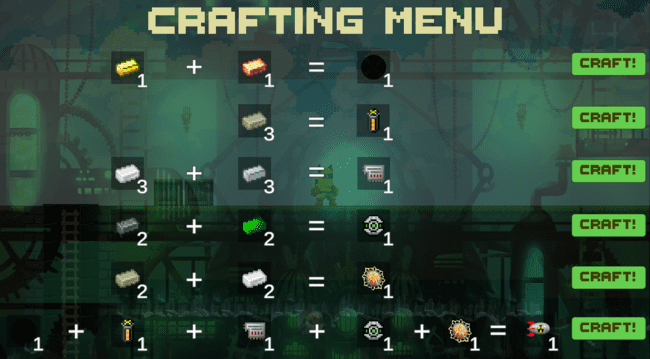 CRAFTING MENU
1 + 1 = 1 CRAFT!
3 = 1 CRAFT!
3 + 3 = 1 CRAFT!
2 + 2 = 1 CRAFT!
2 + 2 = 1 CRAFT!
1 + 1 + 1 + 1 + 1 = 1 CRAFT!